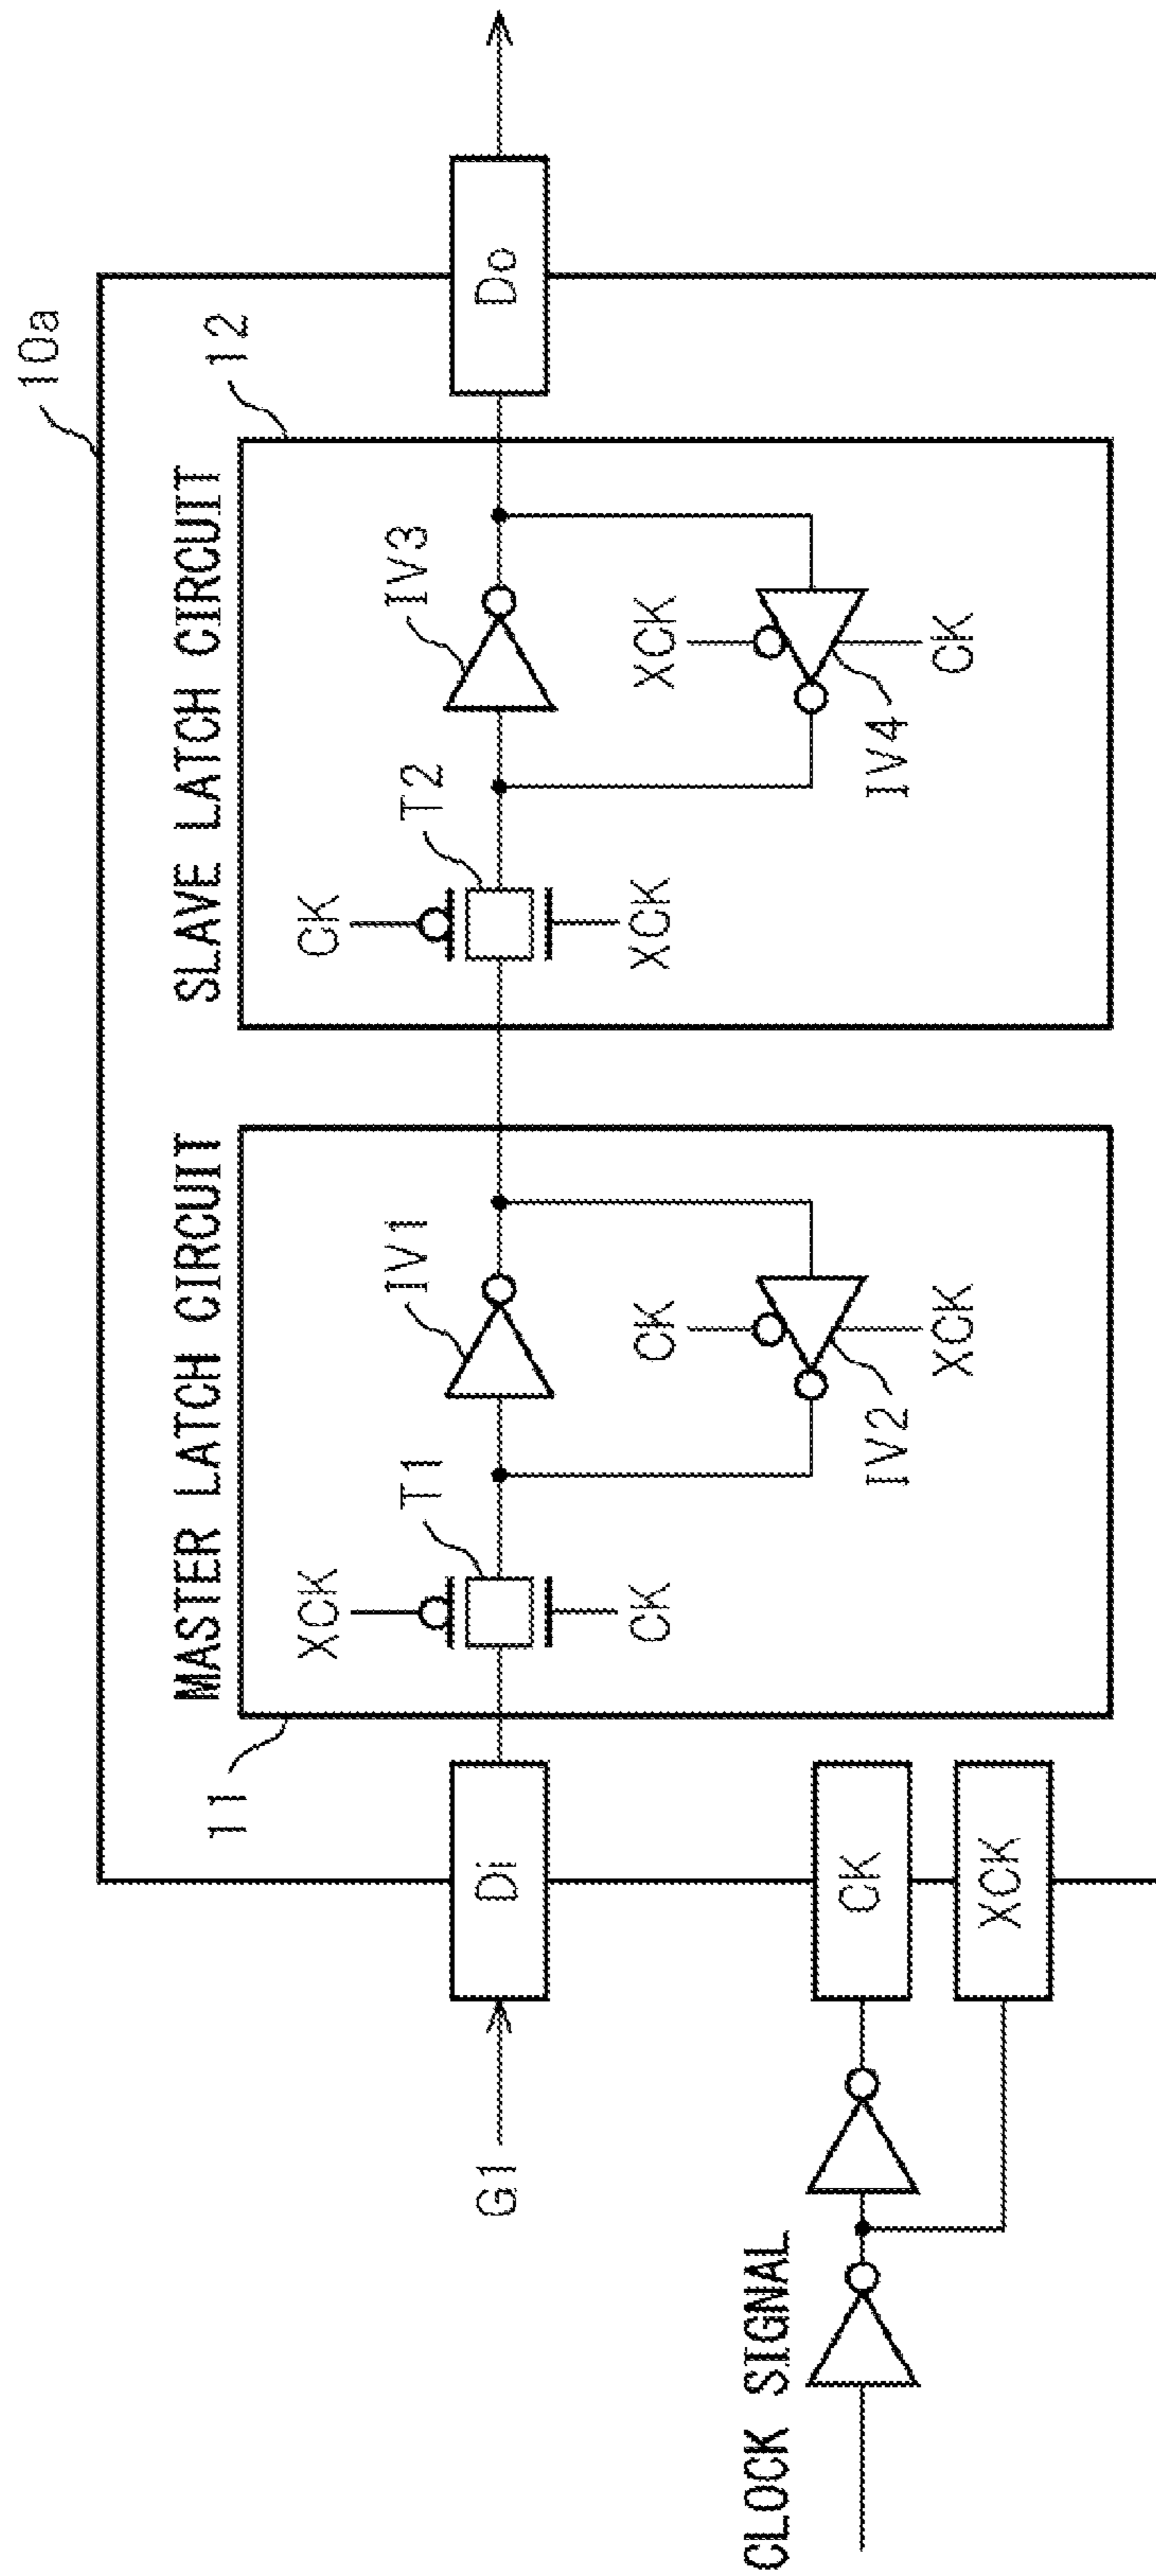 10a
MASTER LATCH CIRCUIT
SLAVE LATCH CIRCUIT
11
12
XCK
T1
IV1
CK
T2
IV3
G1
Di
Do
CK
CK
XCK
XCK
XCK
IV2
CK
IV4
CLOCK SIGNAL
CK
XCK